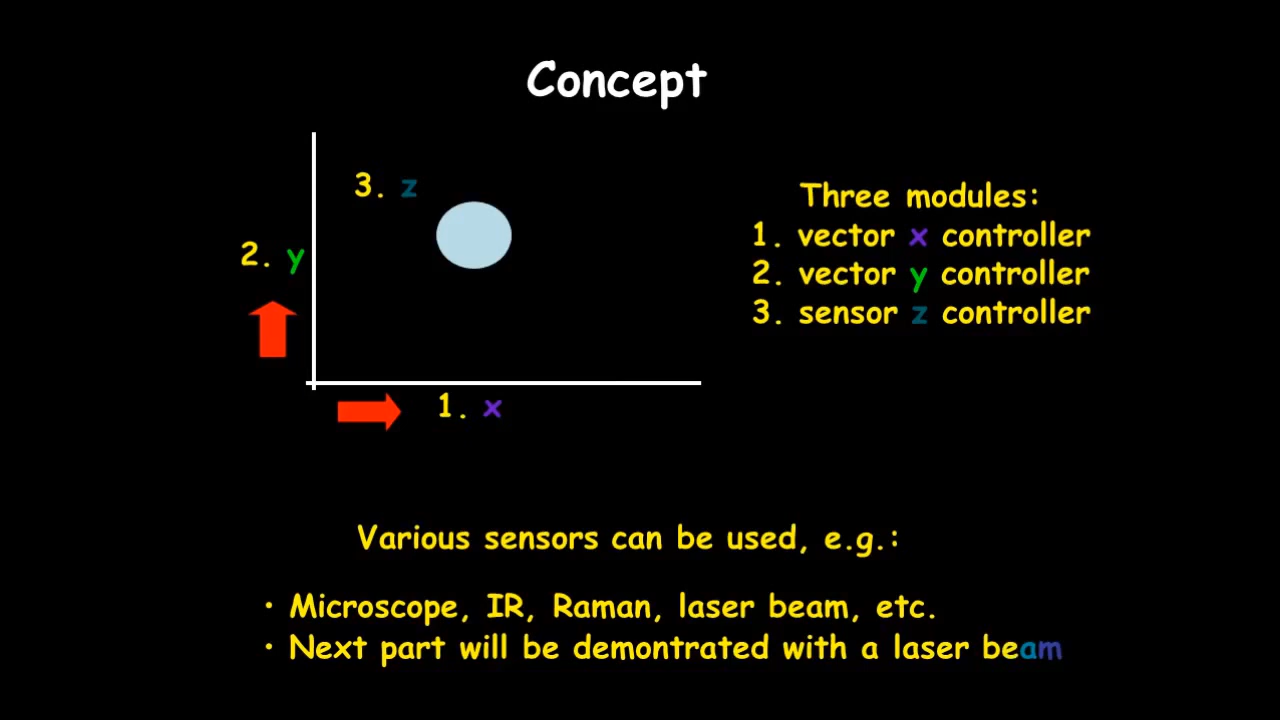 Concept
3. z
2. y
1. x
Three modules:
1. vector x controller
2. vector y controller
3. sensor z controller
Various sensors can be used, e.g.:
• Microscope, IR, Raman, laser beam, etc.
• Next part will be demontrated with a laser beam